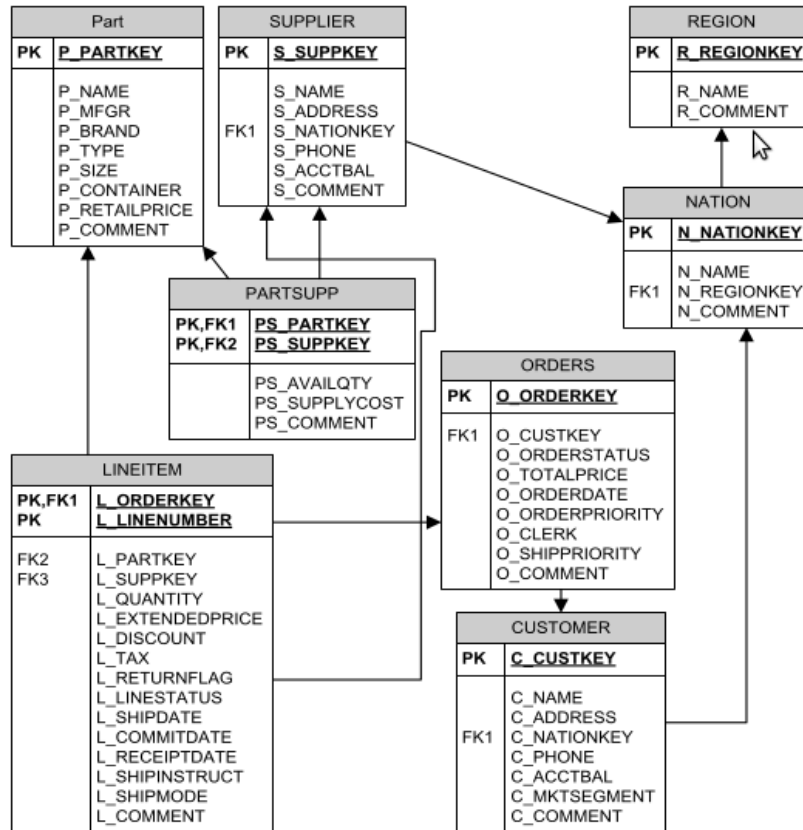 Part
PK P_PARTKEY
P_NAME
P_MFGR
P_BRAND
P_TYPE
P_SIZE
P_CONTAINER
P_RETAILPRICE
P_COMMENT
SUPPLIER
PK S_SUPPKEY
S_NAME
S_ADDRESS
FK1 S_NATIONKEY
S_PHONE
S_ACCTBAL
S_COMMENT
REGION
PK R_REGIONKEY
R_NAME
R_COMMENT
NATION
PK N_NATIONKEY
N_NAME
FK1 N_REGIONKEY
N_COMMENT
PARTSUPP
PK,FK1 PS_PARTKEY
PK,FK2 PS_SUPPKEY
PS_AVAILQTY
PS_SUPPLYCOST
PS_COMMENT
ORDERS
PK O_ORDERKEY
FK1 O_CUSTKEY
O_ORDERSTATUS
O_TOTALPRICE
O_ORDERDATE
O_ORDERPRIORITY
O_CLERK
O_SHIPPRIORITY
O_COMMENT
LINEITEM
PK,FK1 L_ORDERKEY
PK L_LINENUMBER
FK2 L_PARTKEY
FK3 L_SUPPKEY
L_QUANTITY
L_EXTENDEDPRICE
L_DISCOUNT
L_TAX
L_RETURNFLAG
L_LINESTATUS
L_SHIPDATE
L_COMMITDATE
L_RECEIPTDATE
L_SHIPINSTRUCT
L_SHIPMODE
L_COMMENT
CUSTOMER
PK C_CUSTKEY
C_NAME
C_ADDRESS
FK1 C_NATIONKEY
C_PHONE
C_ACCTBAL
C_MKTSEGMENT
C_COMMENT